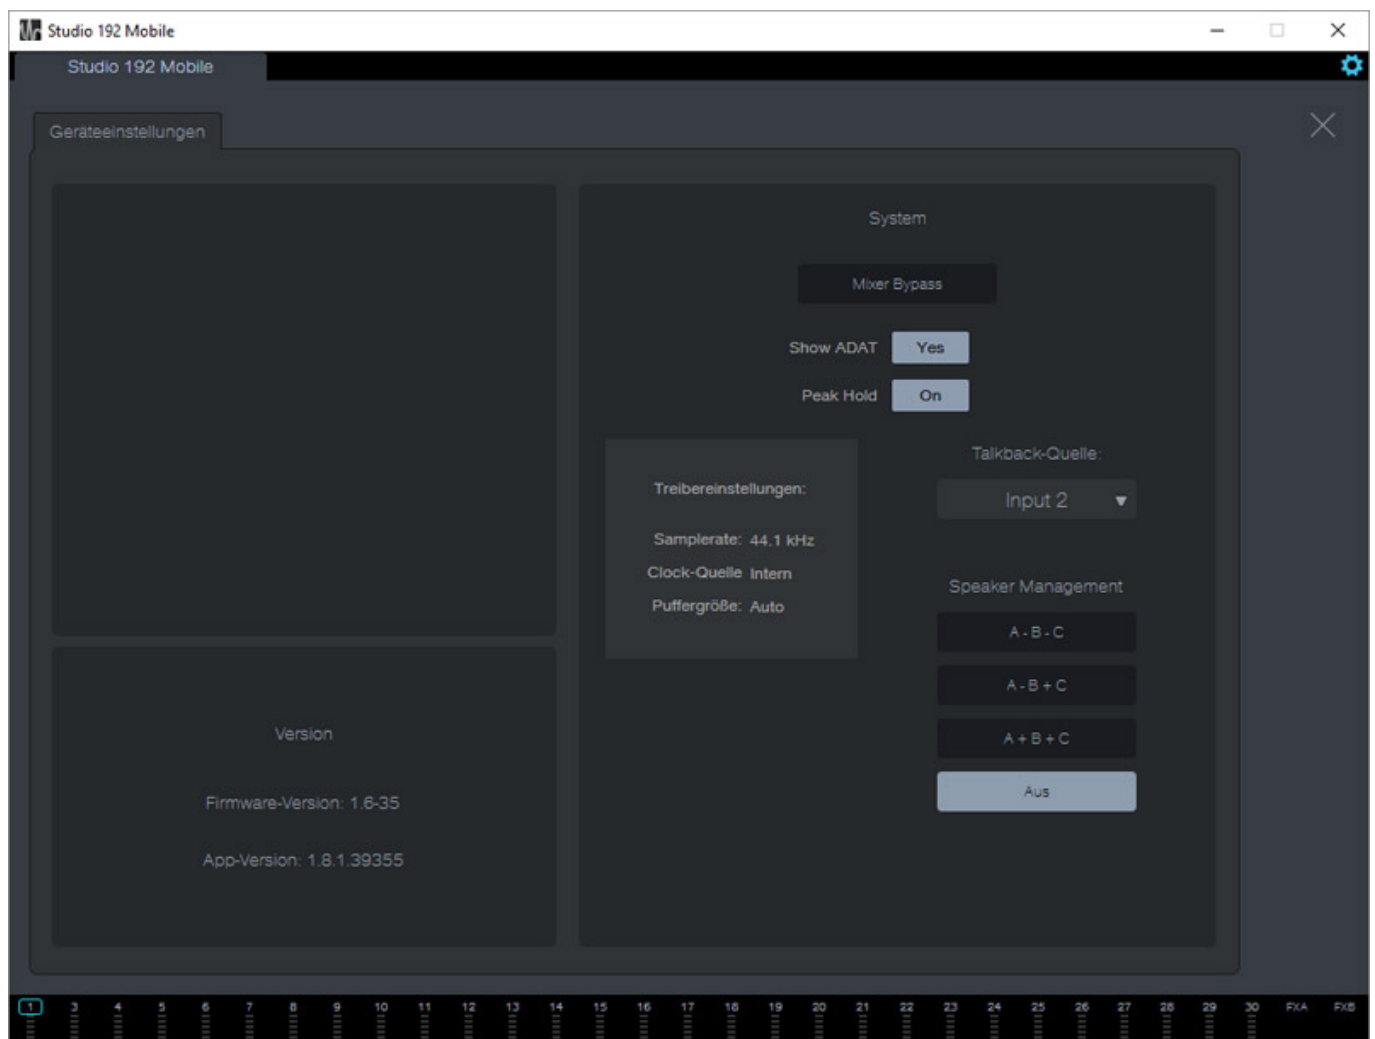 Studio 192 Mobile
Studio 192 Mobile
Geräteeinstellungen
System
Mixer Bypass
Show ADAT Yes
Peak Hold On
Talkback-Quelle:
Input 2
Treibereinstellungen:
Samplerate: 44.1 kHz
Clock-Quelle Intern
Puffergröße: Auto
Speaker Management
A - B - C
A - B + C
A + B + C
Aus
Version
Firmware-Version: 1.6-35
App-Version: 1.8.1.39355
1 3 4 5 6 7 8 9 10 11 12 13 14 15 16 17 18 19 20 21 22 23 24 25 26 27 28 29 30 FXA FXB